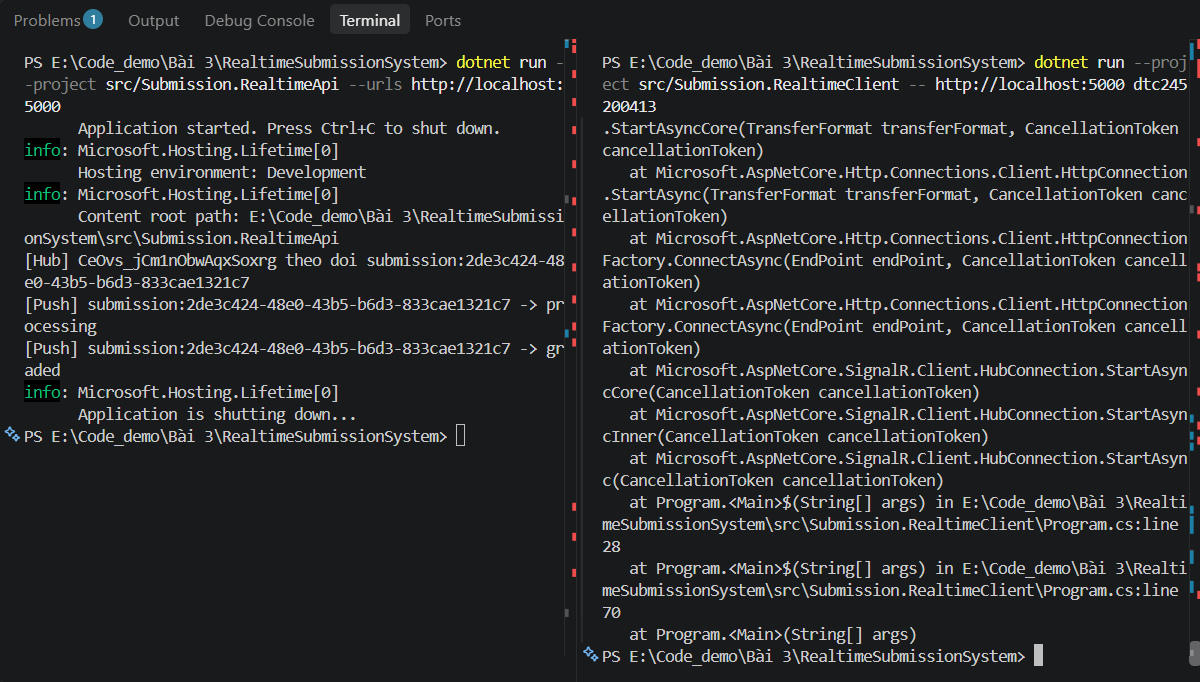 Problems 1 Output Debug Console Terminal Ports
PS E:\Code_demo\Bài 3\RealtimeSubmissionSystem> dotnet run -
-project src/Submission.RealtimeApi --urls http://localhost:
5000
Application started. Press Ctrl+C to shut down.
info: Microsoft.Hosting.Lifetime[0]
Hosting environment: Development
info: Microsoft.Hosting.Lifetime[0]
Content root path: E:\Code_demo\Bài 3\RealtimeSubmissi
onSystem\src\Submission.RealtimeApi
[Hub] CeOvs_jCm1nObwAqxSoxrg theo doi submission:2de3c424-48
e0-43b5-b6d3-833cae1321c7
[Push] submission:2de3c424-48e0-43b5-b6d3-833cae1321c7 -> pr
ocessing
[Push] submission:2de3c424-48e0-43b5-b6d3-833cae1321c7 -> gr
aded
info: Microsoft.Hosting.Lifetime[0]
Application is shutting down...
PS E:\Code_demo\Bài 3\RealtimeSubmissionSystem>
PS E:\Code_demo\Bài 3\RealtimeSubmissionSystem> dotnet run --proj
ect src/Submission.RealtimeClient -- http://localhost:5000 dtc245
200413
.StartAsyncCore(TransferFormat transferFormat, CancellationToken
cancellationToken)
at Microsoft.AspNetCore.Http.Connections.Client.HttpConnection
.StartAsync(TransferFormat transferFormat, CancellationToken canc
ellationToken)
at Microsoft.AspNetCore.Http.Connections.Client.HttpConnection
Factory.ConnectAsync(EndPoint endPoint, CancellationToken cancell
ationToken)
at Microsoft.AspNetCore.Http.Connections.Client.HttpConnection
Factory.ConnectAsync(EndPoint endPoint, CancellationToken cancell
ationToken)
at Microsoft.AspNetCore.SignalR.Client.HubConnection.StartAsyn
cCore(CancellationToken cancellationToken)
at Microsoft.AspNetCore.SignalR.Client.HubConnection.StartAsyn
cInner(CancellationToken cancellationToken)
at Microsoft.AspNetCore.SignalR.Client.HubConnection.StartAsyn
c(CancellationToken cancellationToken)
at Program.<Main>$(String[] args) in E:\Code_demo\Bài 3\Realti
meSubmissionSystem\src\Submission.RealtimeClient\Program.cs:line
28
at Program.<Main>$(String[] args) in E:\Code_demo\Bài 3\Realti
meSubmissionSystem\src\Submission.RealtimeClient\Program.cs:line
70
at Program.<Main>(String[] args)
PS E:\Code_demo\Bài 3\RealtimeSubmissionSystem>